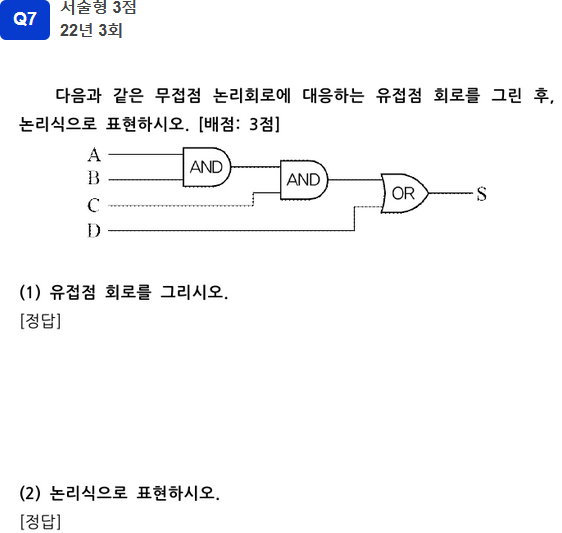 Q7
서술형 3점
22년 3회
다음과 같은 무접점 논리회로에 대응하는 유접점 회로를 그린 후,
논리식으로 표현하시오. [배점: 3점]
A
AND
B
AND
C
OR
S
D
(1) 유접점 회로를 그리시오.
[정답]
(2) 논리식으로 표현하시오.
[정답]